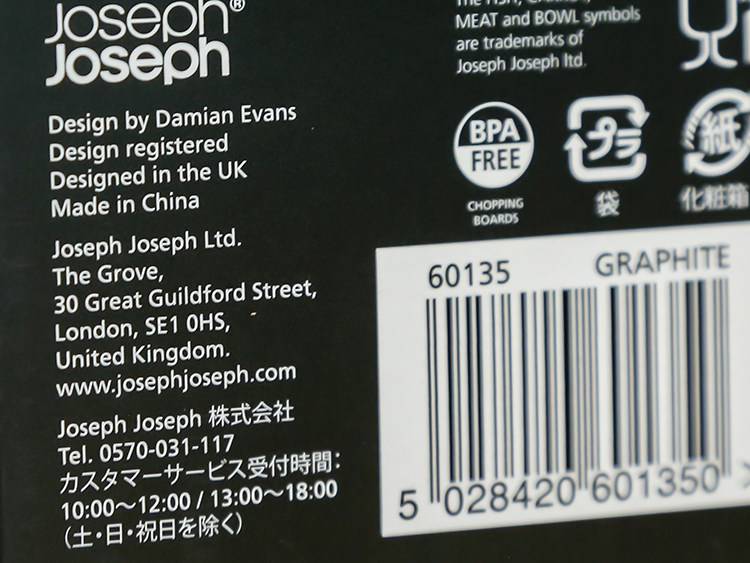 Joseph®
Joseph
Design by Damian Evans
Design registered
Designed in the UK
Made in China
Joseph Joseph Ltd.
The Grove,
30 Great Guildford Street,
London, SE1 0HS,
United Kingdom.
www.josephjoseph.com
Joseph Joseph 株式会社
Tel. 0570-031-117
カスタマーサービス受付時間：
10:00〜12:00 / 13:00〜18:00
（土・日・祝日を除く）
MEAT and BOWL symbols
are trademarks of
Joseph Joseph ltd.
BPA
FREE
CHOPPING
BOARDS
プラ
袋
紙
化粧箱
60135 GRAPHITE
5 028420 601350 >